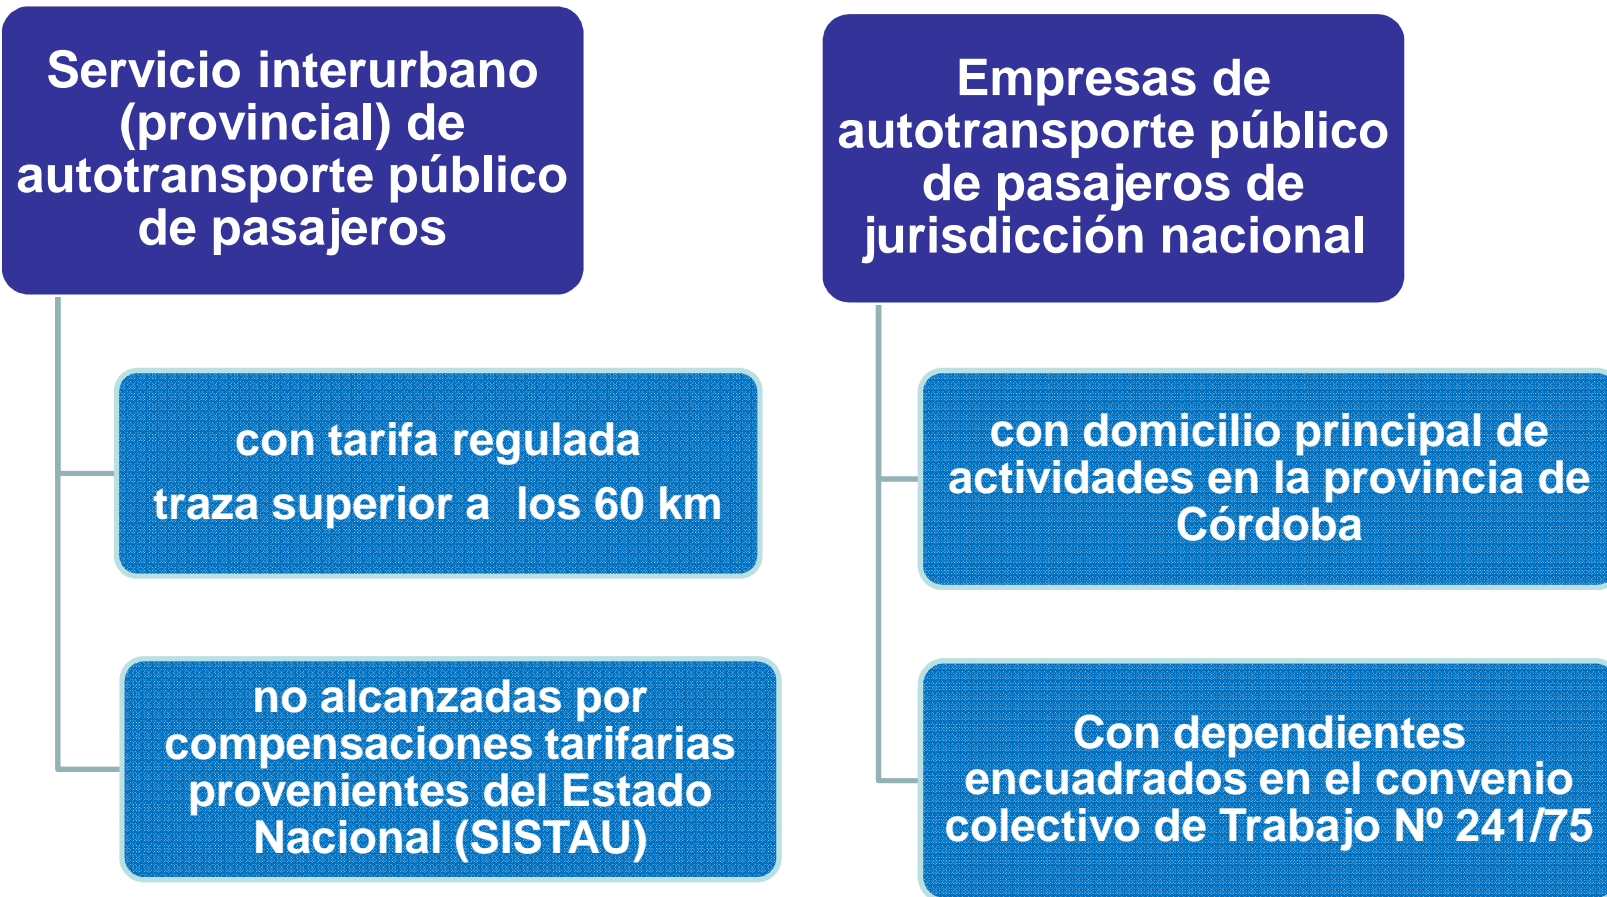 Servicio interurbano
(provincial) de
autotransporte público
de pasajeros
con tarifa regulada
traza superior a los 60 km
no alcanzadas por
compensaciones tarifarias
provenientes del Estado
Nacional (SISTAU)
Empresas de
autotransporte público
de pasajeros de
jurisdicción nacional
con domicilio principal de
actividades en la provincia de
Córdoba
Con dependientes
encuadrados en el convenio
colectivo de Trabajo Nº 241/75